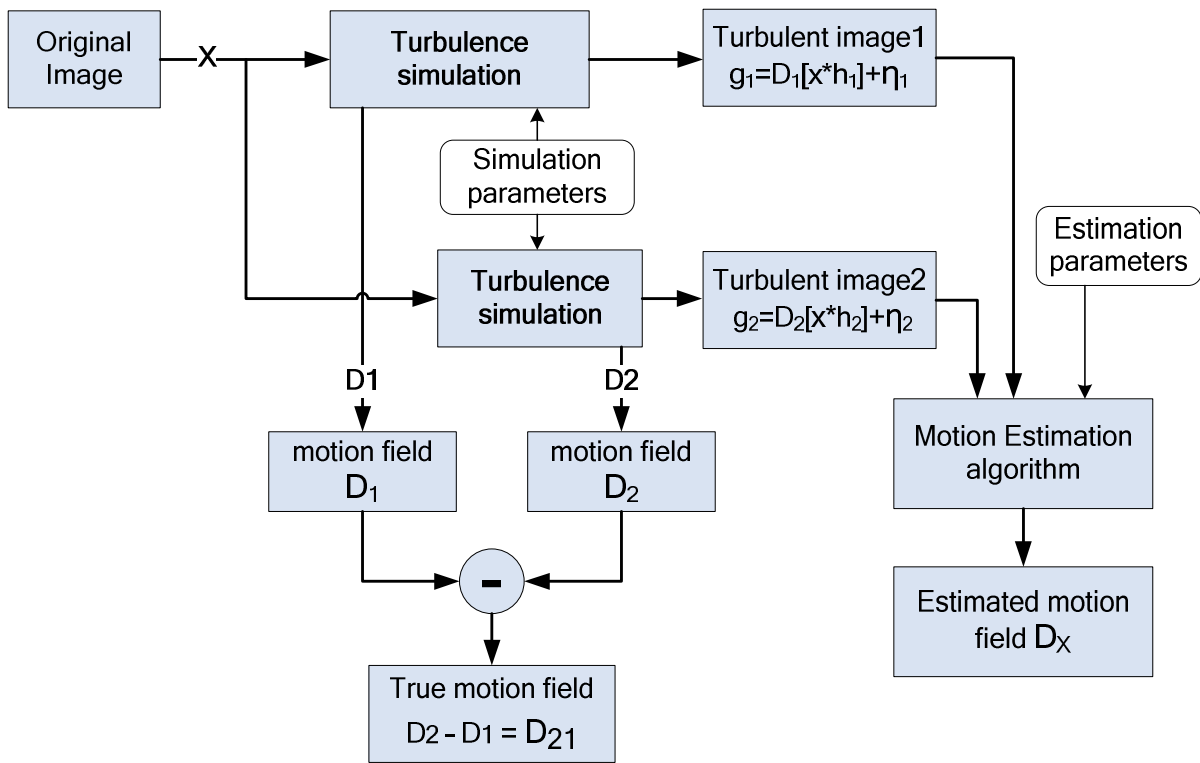 Original
Image
X
Turbulence
simulation
Turbulent image1
g₁=D₁[x*h₁]+η₁
Simulation
parameters
Estimation
parameters
Turbulence
simulation
Turbulent image2
g₂=D₂[x*h₂]+η₂
D1
D2
motion field
D₁
motion field
D₂
Motion Estimation
algorithm
-
Estimated motion
field Dₓ
True motion field
D2 - D1 = D₂₁